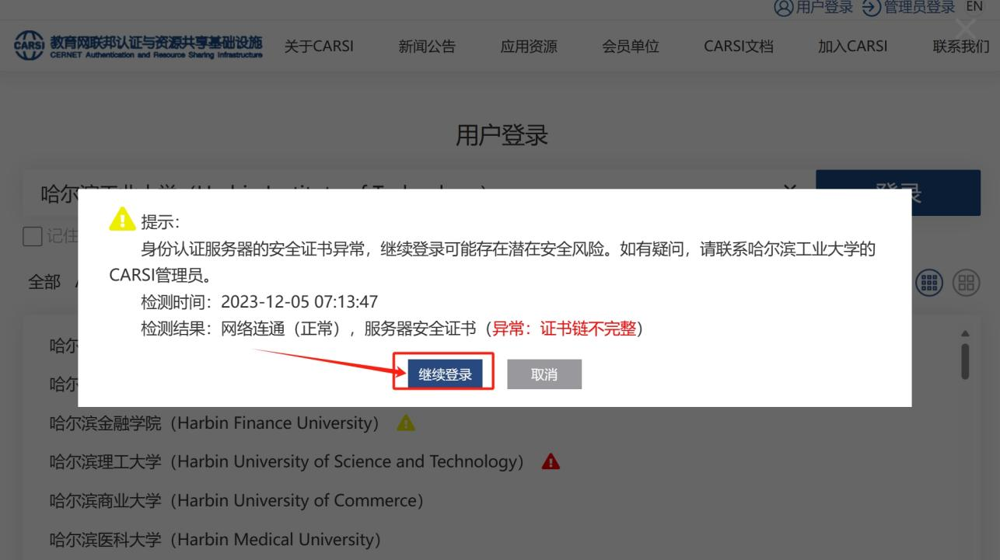 用户登录 管理员登录 EN
CARSI 教育网联邦认证与资源共享基础设施
CERNET Authentication and Resource Sharing Infrastructure
关于CARSI 新闻公告 应用资源 会员单位 CARSI文档 加入CARSI 联系我们
用户登录
哈尔滨工业大学 (Harbin Institute of Technology) 登录
记住
全部
提示：
身份认证服务器的安全证书异常，继续登录可能存在潜在安全风险。如有疑问，请联系哈尔滨工业大学的
CARSI管理员。
检测时间：2023-12-05 07:13:47
检测结果：网络连通（正常），服务器安全证书（异常：证书链不完整）
继续登录 取消
哈尔
哈尔
哈尔滨金融学院（Harbin Finance University）
哈尔滨理工大学（Harbin University of Science and Technology）
哈尔滨商业大学（Harbin University of Commerce）
哈尔滨医科大学（Harbin Medical University）